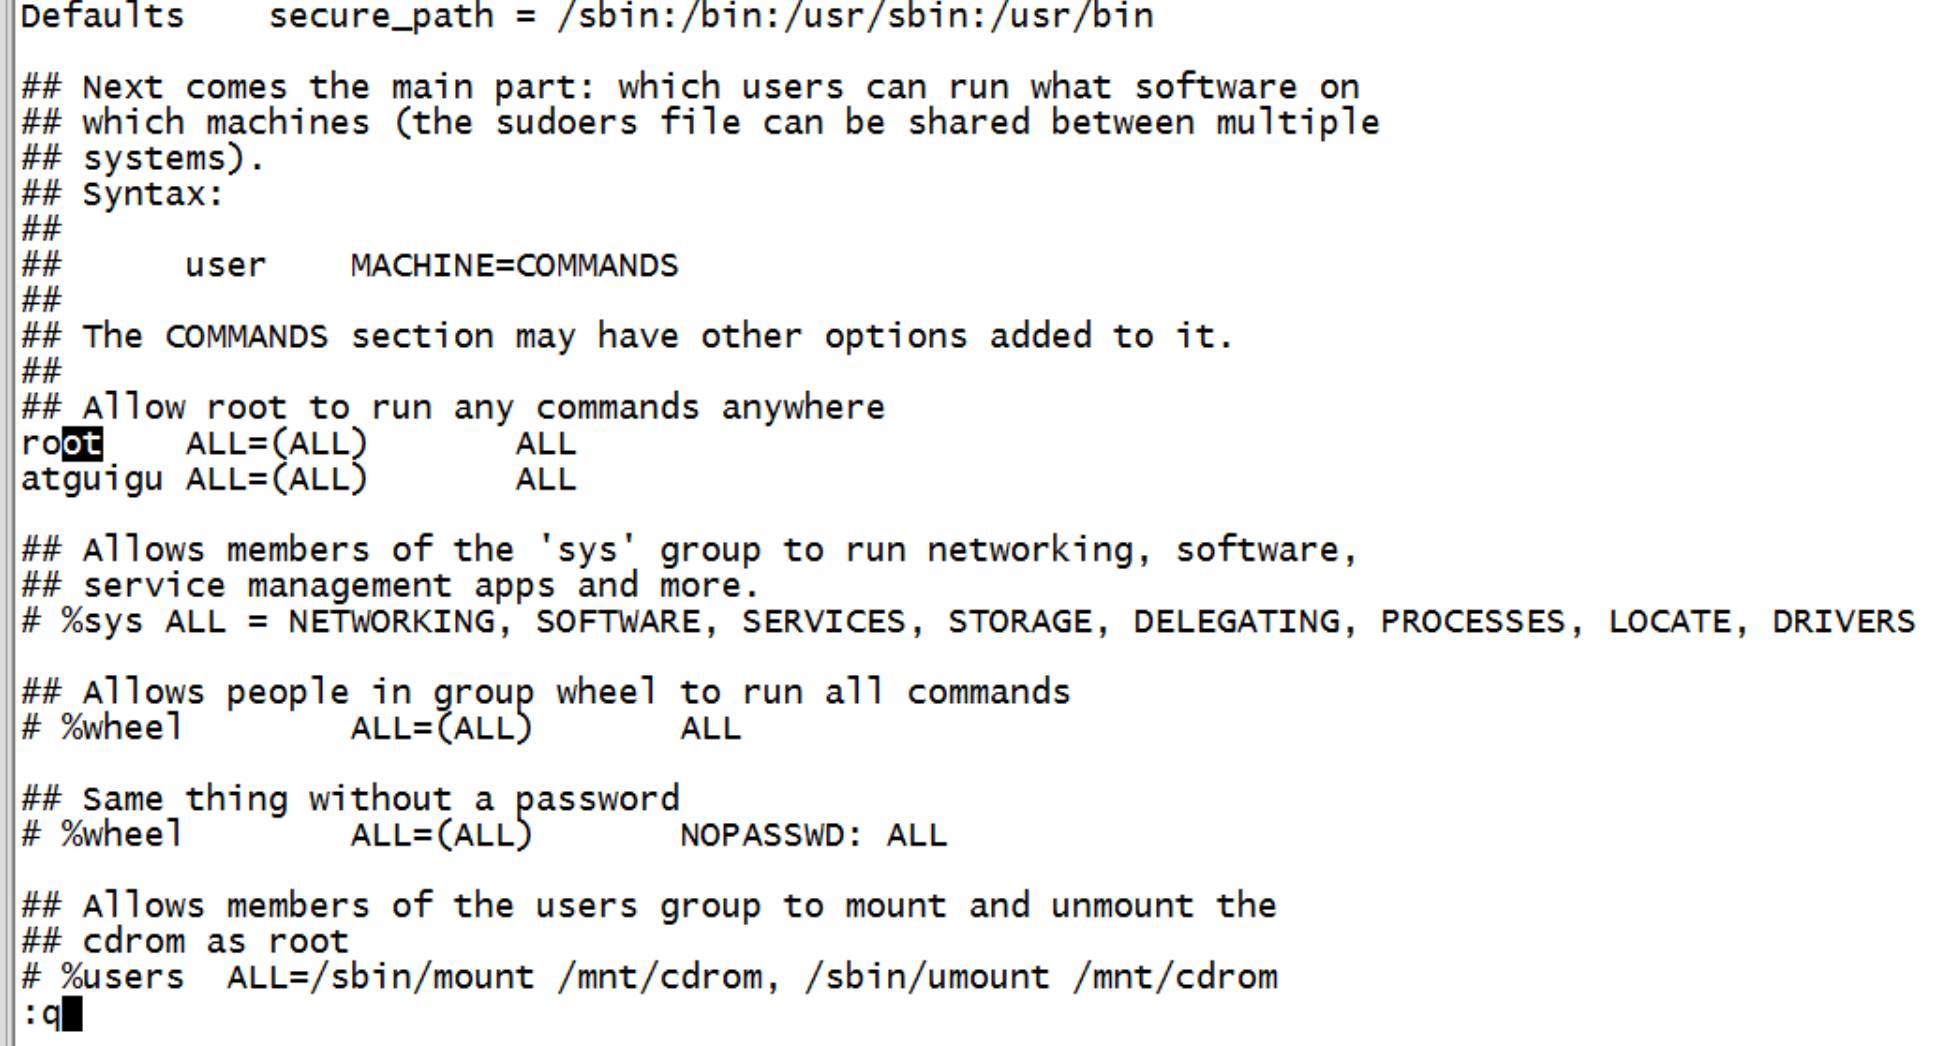 Defaults    secure_path = /sbin:/bin:/usr/sbin:/usr/bin
## Next comes the main part: which users can run what software on
## which machines (the sudoers file can be shared between multiple
## systems).
## Syntax:
##
##      user    MACHINE=COMMANDS
##
## The COMMANDS section may have other options added to it.
##
## Allow root to run any commands anywhere
root    ALL=(ALL)       ALL
atguigu ALL=(ALL)       ALL
## Allows members of the 'sys' group to run networking, software,
## service management apps and more.
# %sys ALL = NETWORKING, SOFTWARE, SERVICES, STORAGE, DELEGATING, PROCESSES, LOCATE, DRIVERS
## Allows people in group wheel to run all commands
# %wheel        ALL=(ALL)       ALL
## Same thing without a password
# %wheel        ALL=(ALL)       NOPASSWD: ALL
## Allows members of the users group to mount and unmount the
## cdrom as root
# %users  ALL=/sbin/mount /mnt/cdrom, /sbin/umount /mnt/cdrom
:q